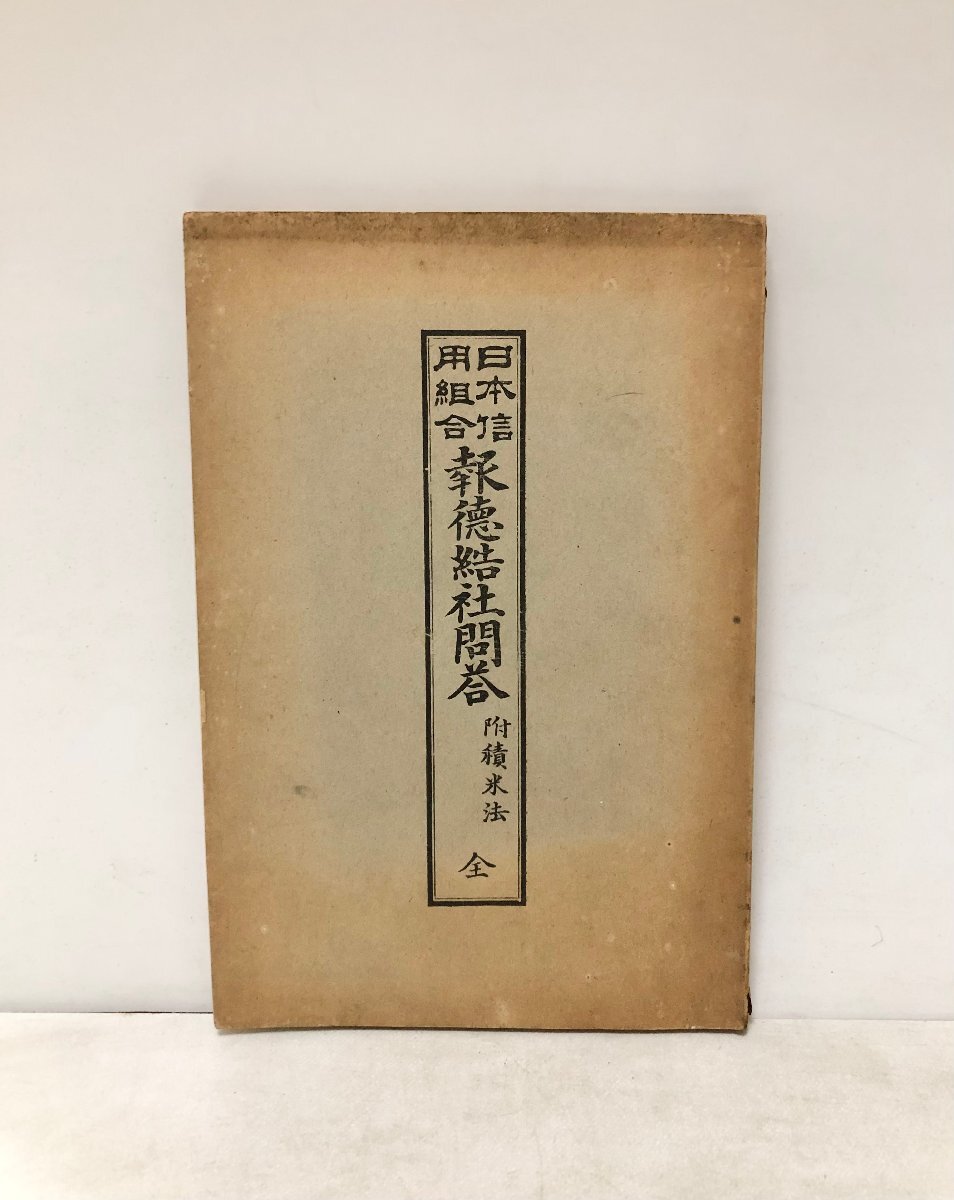 日本信
用組合
報徳結社問答
附積米法
全